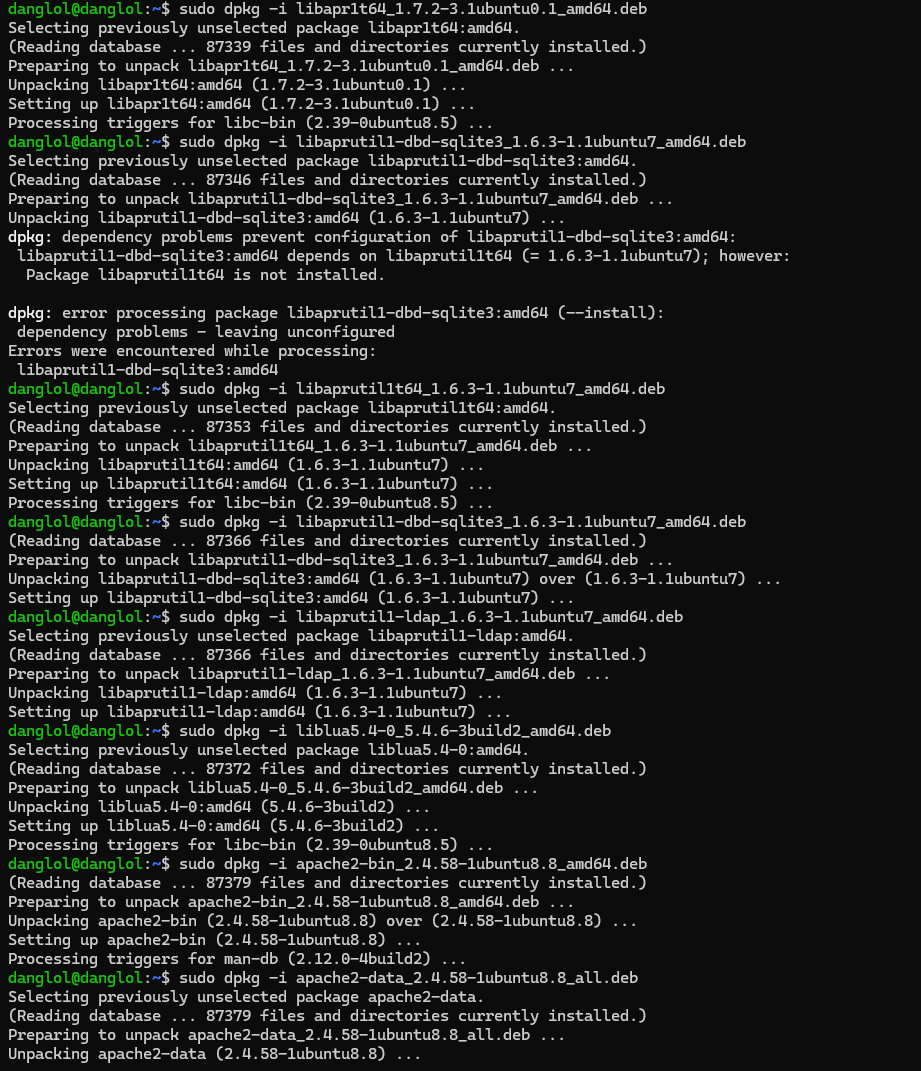 danglol@danglol:~$ sudo dpkg -i libapr1t64_1.7.2-3.1ubuntu0.1_amd64.deb
Selecting previously unselected package libapr1t64:amd64.
(Reading database ... 87339 files and directories currently installed.)
Preparing to unpack libapr1t64_1.7.2-3.1ubuntu0.1_amd64.deb ...
Unpacking libapr1t64:amd64 (1.7.2-3.1ubuntu0.1) ...
Setting up libapr1t64:amd64 (1.7.2-3.1ubuntu0.1) ...
Processing triggers for libc-bin (2.39-0ubuntu8.5) ...
danglol@danglol:~$ sudo dpkg -i libaprutil1-dbd-sqlite3_1.6.3-1.1ubuntu7_amd64.deb
Selecting previously unselected package libaprutil1-dbd-sqlite3:amd64.
(Reading database ... 87346 files and directories currently installed.)
Preparing to unpack libaprutil1-dbd-sqlite3_1.6.3-1.1ubuntu7_amd64.deb ...
Unpacking libaprutil1-dbd-sqlite3:amd64 (1.6.3-1.1ubuntu7) ...
dpkg: dependency problems prevent configuration of libaprutil1-dbd-sqlite3:amd64:
 libaprutil1-dbd-sqlite3:amd64 depends on libaprutil1t64 (= 1.6.3-1.1ubuntu7); however:
  Package libaprutil1t64 is not installed.

dpkg: error processing package libaprutil1-dbd-sqlite3:amd64 (--install):
 dependency problems - leaving unconfigured
Errors were encountered while processing:
 libaprutil1-dbd-sqlite3:amd64
danglol@danglol:~$ sudo dpkg -i libaprutil1t64_1.6.3-1.1ubuntu7_amd64.deb
Selecting previously unselected package libaprutil1t64:amd64.
(Reading database ... 87353 files and directories currently installed.)
Preparing to unpack libaprutil1t64_1.6.3-1.1ubuntu7_amd64.deb ...
Unpacking libaprutil1t64:amd64 (1.6.3-1.1ubuntu7) ...
Setting up libaprutil1t64:amd64 (1.6.3-1.1ubuntu7) ...
Processing triggers for libc-bin (2.39-0ubuntu8.5) ...
danglol@danglol:~$ sudo dpkg -i libaprutil1-dbd-sqlite3_1.6.3-1.1ubuntu7_amd64.deb
(Reading database ... 87366 files and directories currently installed.)
Preparing to unpack libaprutil1-dbd-sqlite3_1.6.3-1.1ubuntu7_amd64.deb ...
Unpacking libaprutil1-dbd-sqlite3:amd64 (1.6.3-1.1ubuntu7) over (1.6.3-1.1ubuntu7) ...
Setting up libaprutil1-dbd-sqlite3:amd64 (1.6.3-1.1ubuntu7) ...
danglol@danglol:~$ sudo dpkg -i libaprutil1-ldap_1.6.3-1.1ubuntu7_amd64.deb
Selecting previously unselected package libaprutil1-ldap:amd64.
(Reading database ... 87366 files and directories currently installed.)
Preparing to unpack libaprutil1-ldap_1.6.3-1.1ubuntu7_amd64.deb ...
Unpacking libaprutil1-ldap:amd64 (1.6.3-1.1ubuntu7) ...
Setting up libaprutil1-ldap:amd64 (1.6.3-1.1ubuntu7) ...
danglol@danglol:~$ sudo dpkg -i liblua5.4-0_5.4.6-3build2_amd64.deb
Selecting previously unselected package liblua5.4-0:amd64.
(Reading database ... 87372 files and directories currently installed.)
Preparing to unpack liblua5.4-0_5.4.6-3build2_amd64.deb ...
Unpacking liblua5.4-0:amd64 (5.4.6-3build2) ...
Setting up liblua5.4-0:amd64 (5.4.6-3build2) ...
Processing triggers for libc-bin (2.39-0ubuntu8.5) ...
danglol@danglol:~$ sudo dpkg -i apache2-bin_2.4.58-1ubuntu8.8_amd64.deb
(Reading database ... 87379 files and directories currently installed.)
Preparing to unpack apache2-bin_2.4.58-1ubuntu8.8_amd64.deb ...
Unpacking apache2-bin (2.4.58-1ubuntu8.8) over (2.4.58-1ubuntu8.8) ...
Setting up apache2-bin (2.4.58-1ubuntu8.8) ...
Processing triggers for man-db (2.12.0-4build2) ...
danglol@danglol:~$ sudo dpkg -i apache2-data_2.4.58-1ubuntu8.8_all.deb
Selecting previously unselected package apache2-data.
(Reading database ... 87379 files and directories currently installed.)
Preparing to unpack apache2-data_2.4.58-1ubuntu8.8_all.deb ...
Unpacking apache2-data (2.4.58-1ubuntu8.8) ...